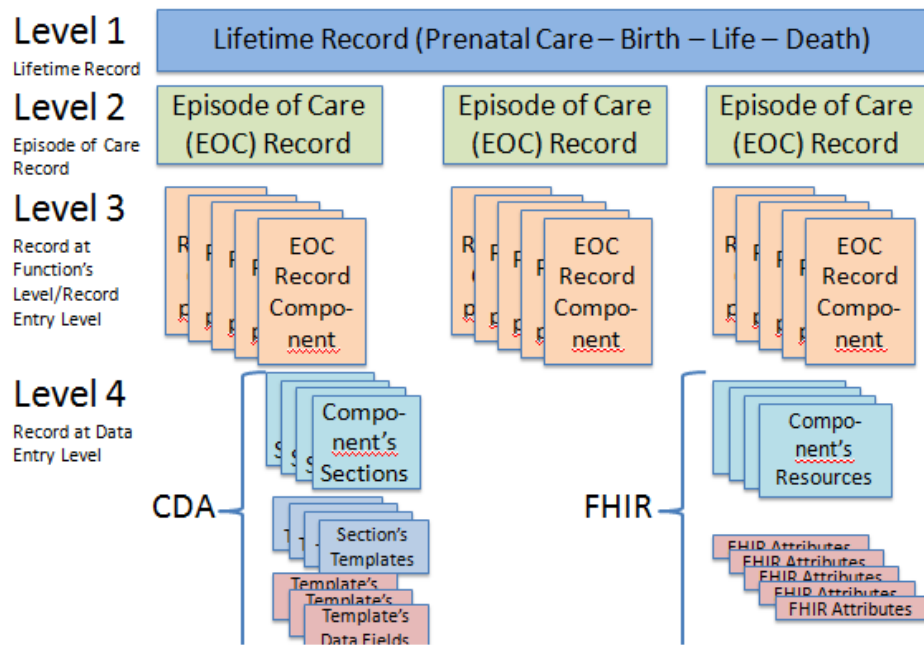 Level 1
Lifetime Record
Lifetime Record (Prenatal Care – Birth – Life – Death)
Level 2
Episode of Care
Record
Episode of Care
(EOC) Record
Episode of Care
(EOC) Record
Episode of Care
(EOC) Record
Level 3
Record at
Function's
Level/Record
Entry Level
EOC
Record
Compo-
nent
EOC
Record
Compo-
nent
EOC
Record
Compo-
nent
Level 4
Record at Data
Entry Level
CDA
Compo-
nent's
Sections
Section's
Templates
Template's
Template's
Template's
Data Fields
FHIR
Compo-
nent's
Resources
FHIR Attributes
FHIR Attributes
FHIR Attributes
FHIR Attributes
FHIR Attributes